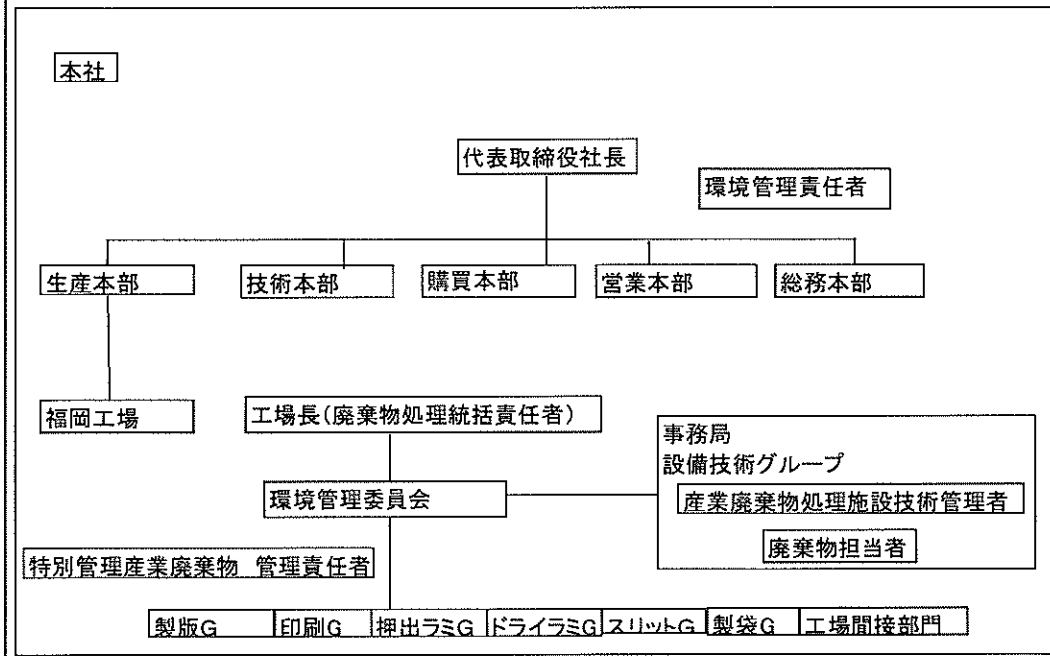 本社
代表取締役社長
環境管理責任者
生産本部 技術本部 購買本部 営業本部 総務本部
福岡工場 工場長(廃棄物処理統括責任者)
事務局
設備技術グループ
環境管理委員会 産業廃棄物処理施設技術管理者
廃棄物担当者
特別管理産業廃棄物 管理責任者
製版G 印刷G 押出ラミG ドライラミG スリットG 製袋G 工場間接部門